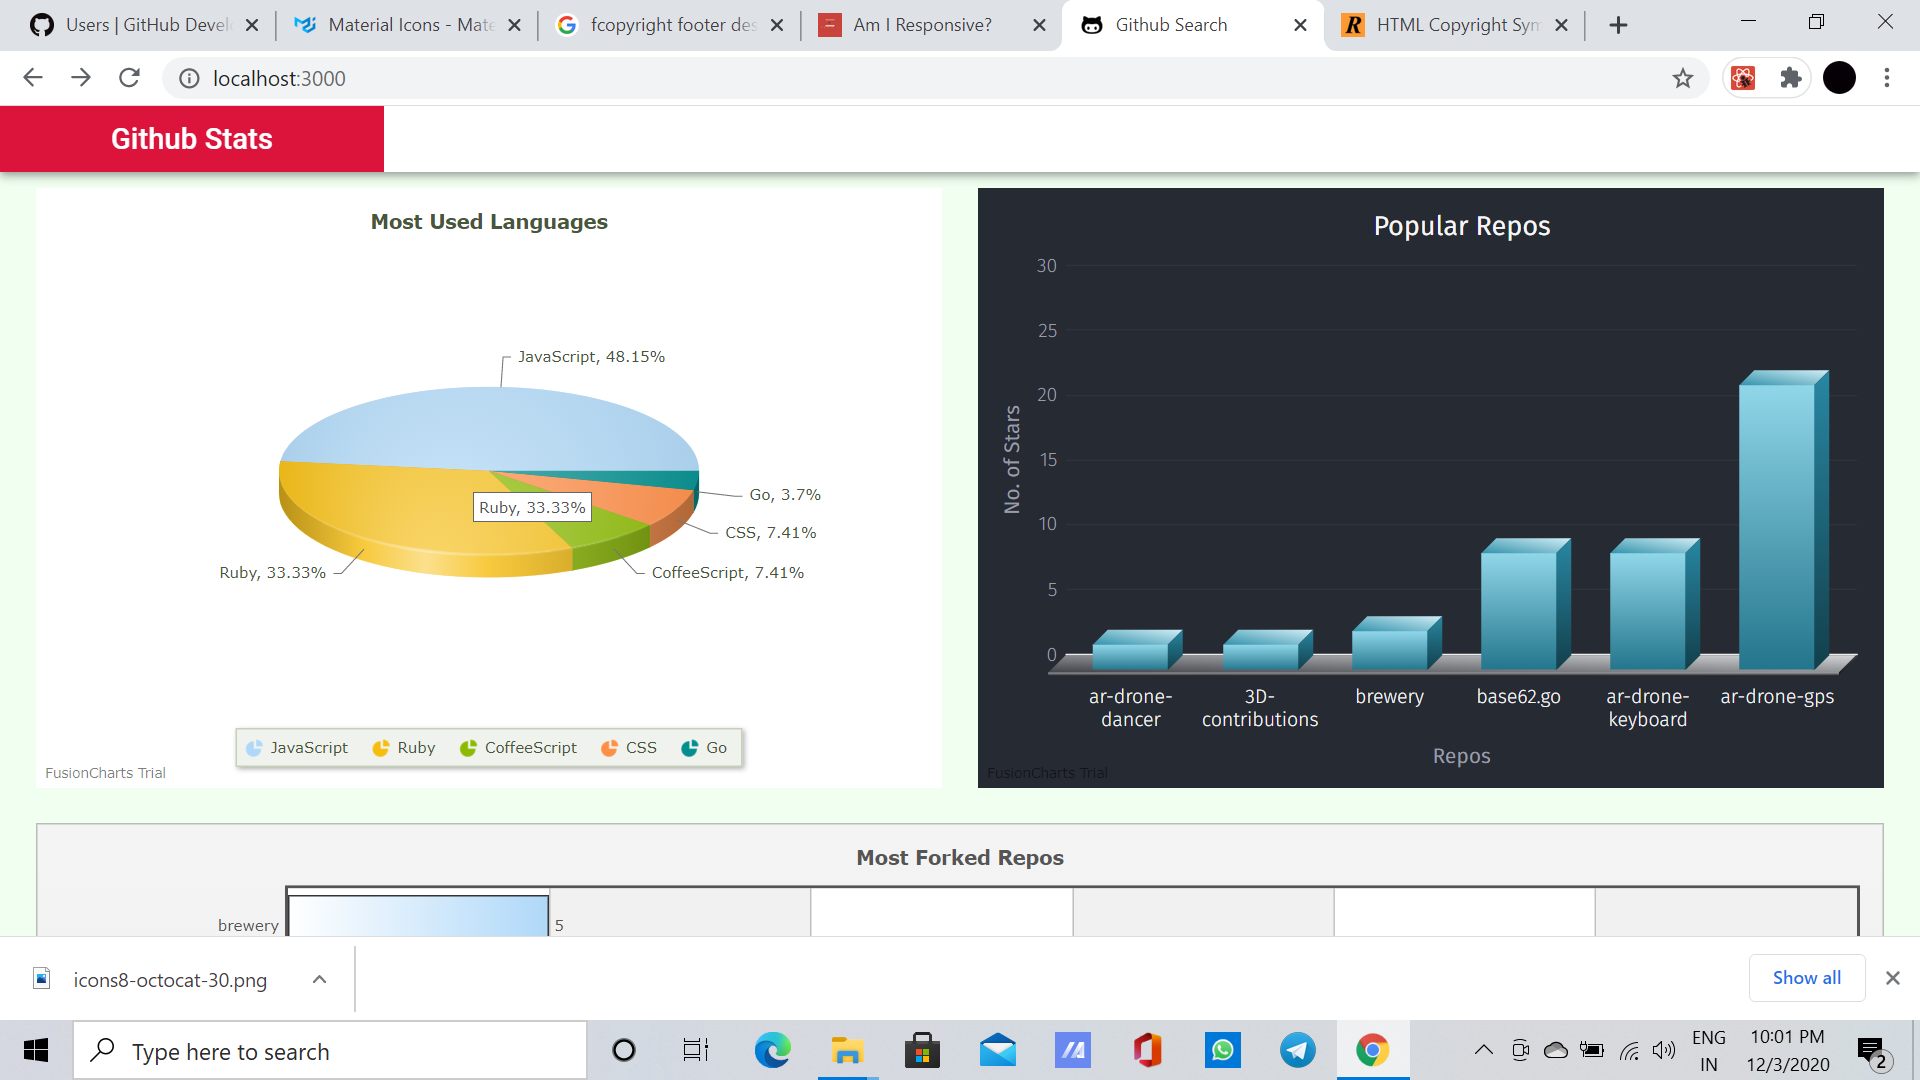 Users | GitHub Devel
Material Icons - Mate
fcopyright footer des
Am I Responsive?
Github Search
HTML Copyright Sym
localhost:3000
Github Stats
Most Used Languages
JavaScript, 48.15%
Go, 3.7%
Ruby, 33.33%
CSS, 7.41%
Ruby, 33.33%
CoffeeScript, 7.41%
JavaScript Ruby CoffeeScript CSS Go
FusionCharts Trial
Popular Repos
30
25
20
15
10
5
0
No. of Stars
ar-drone-
dancer
3D-
contributions
brewery
base62.go
ar-drone-
keyboard
ar-drone-gps
Repos
FusionCharts Trial
Most Forked Repos
brewery
5
icons8-octocat-30.png
Show all
Type here to search
ENG
IN
10:01 PM
12/3/2020
2